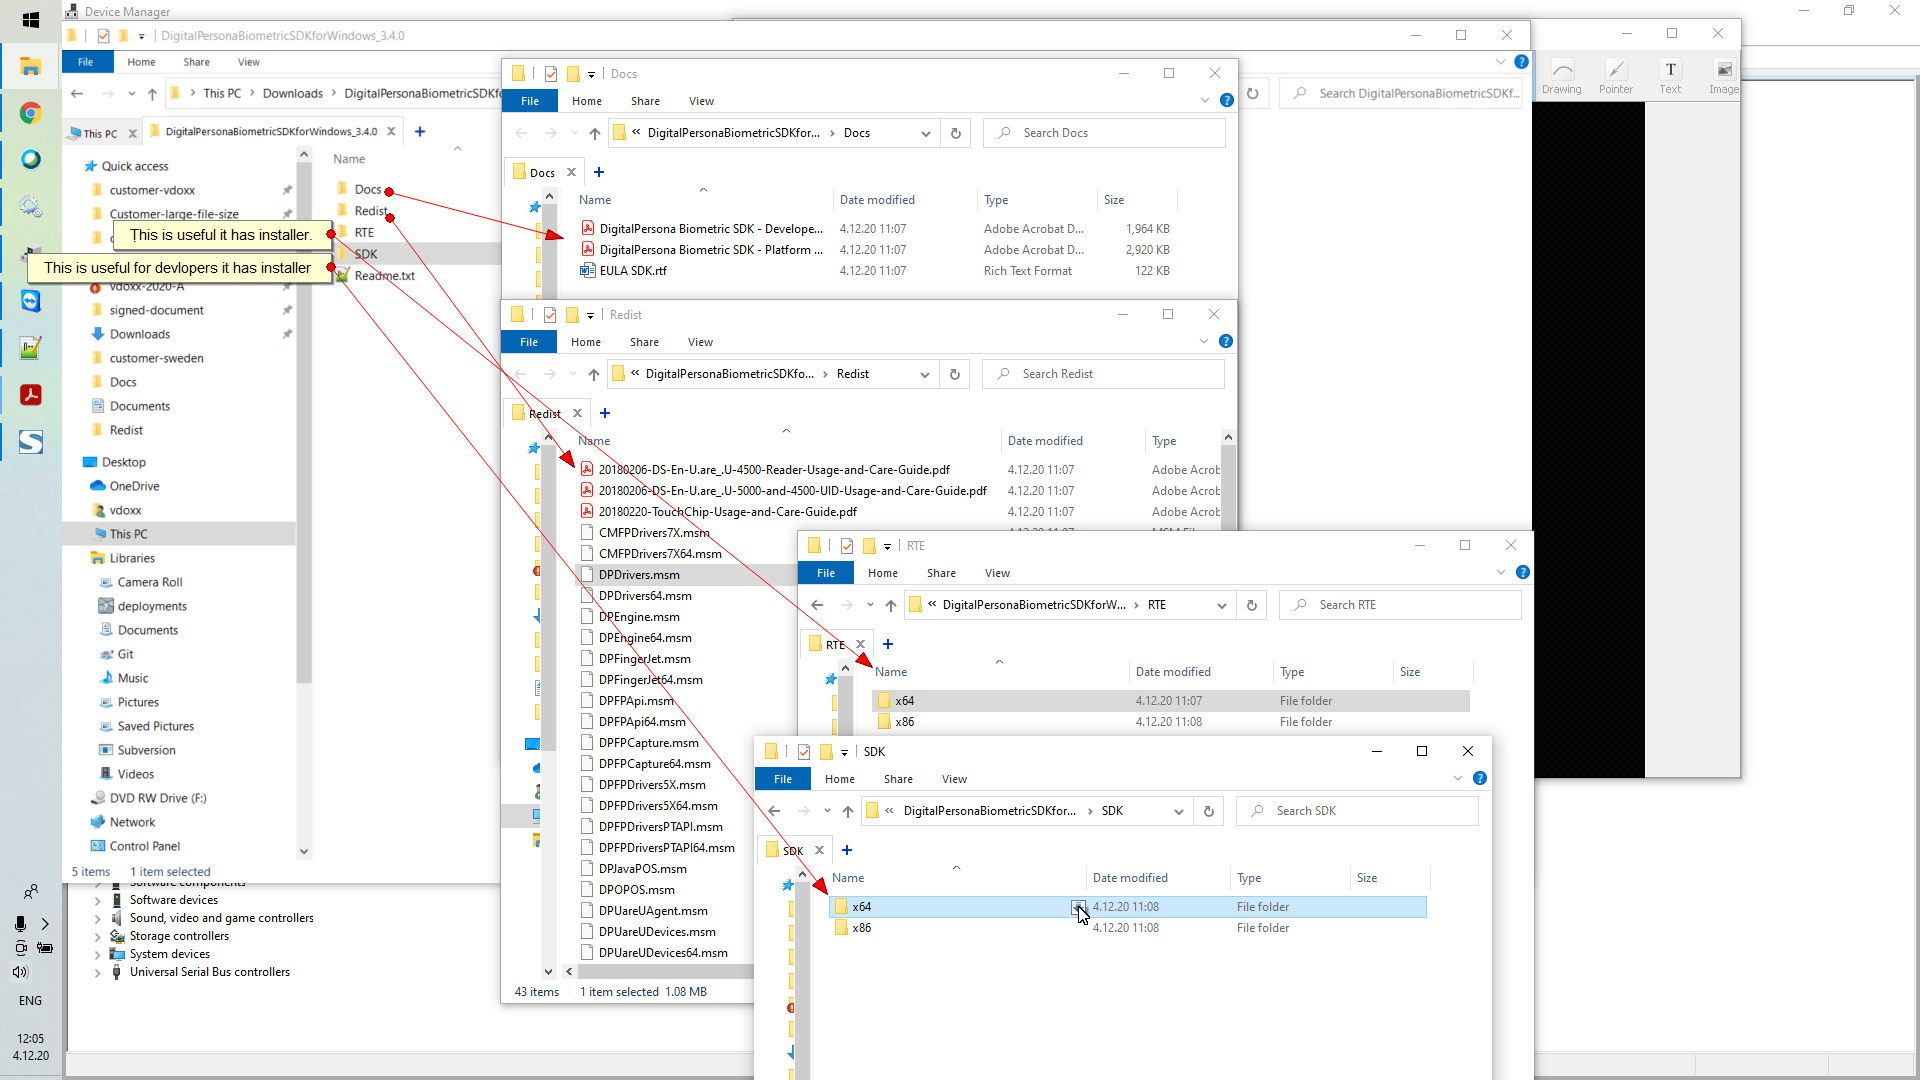 Device Manager
DigitalPersonaBiometricSDKforWindows_3.4.0
File Home Share View
This PC Downloads DigitalPersonaBiometricSDKfo
Search DigitalPersonaBiometricSDKf...
This PC
DigitalPersonaBiometricSDKforWindows_3.4.0
Drawing Pointer Text Image
Quick access
customer-vdoxx
Customer-large-file-size
This is useful it has installer.
This is useful for devlopers it has installer
vdoxx-2020-A
signed-document
Downloads
customer-sweden
Docs
Documents
Redist
Desktop
OneDrive
vdoxx
This PC
Libraries
Camera Roll
deployments
Documents
Git
Music
Pictures
Saved Pictures
Subversion
Videos
DVD RW Drive (F:)
Network
Control Panel
5 items 1 item selected
Name
Docs
Redist
RTE
SDK
Readme.txt
Software components
Software devices
Sound, video and game controllers
Storage controllers
System devices
Universal Serial Bus controllers
ENG
12:05
4.12.20
Docs
File Home Share View
DigitalPersonaBiometricSDKfor... Docs
Search Docs
Docs
Name Date modified Type Size
DigitalPersona Biometric SDK - Develope... 4.12.20 11:07 Adobe Acrobat D... 1,964 KB
DigitalPersona Biometric SDK - Platform ... 4.12.20 11:07 Adobe Acrobat D... 2,920 KB
EULA SDK.rtf 4.12.20 11:07 Rich Text Format 122 KB
Redist
File Home Share View
DigitalPersonaBiometricSDKfo... Redist
Search Redist
Redist
Name Date modified Type
20180206-DS-En-U.are_.U-4500-Reader-Usage-and-Care-Guide.pdf 4.12.20 11:07 Adobe Acrob
20180206-DS-En-U.are_.U-5000-and-4500-UID-Usage-and-Care-Guide.pdf 4.12.20 11:07 Adobe Acrob
20180220-TouchChip-Usage-and-Care-Guide.pdf 4.12.20 11:07 Adobe Acrob
CMFPDrivers7X.msm
CMFPDrivers7X64.msm
DPDrivers.msm
DPDrivers64.msm
DPEngine.msm
DPEngine64.msm
DPFingerJet.msm
DPFingerJet64.msm
DPFPApi.msm
DPFPApi64.msm
DPFPCapture.msm
DPFPCapture64.msm
DPFPDrivers5X.msm
DPFPDrivers5X64.msm
DPFPDriversPTAPI.msm
DPFPDriversPTAPI64.msm
DPJavaPOS.msm
DPOPOS.msm
DPUareUAgent.msm
DPUareUDevices.msm
DPUareUDevices64.msm
43 items 1 item selected 1.08 MB
RTE
File Home Share View
DigitalPersonaBiometricSDKforW... RTE
Search RTE
RTE
Name Date modified Type Size
x64 4.12.20 11:07 File folder
x86 4.12.20 11:08 File folder
SDK
File Home Share View
DigitalPersonaBiometricSDKfor... SDK
Search SDK
SDK
Name Date modified Type Size
x64 4.12.20 11:08 File folder
x86 4.12.20 11:08 File folder